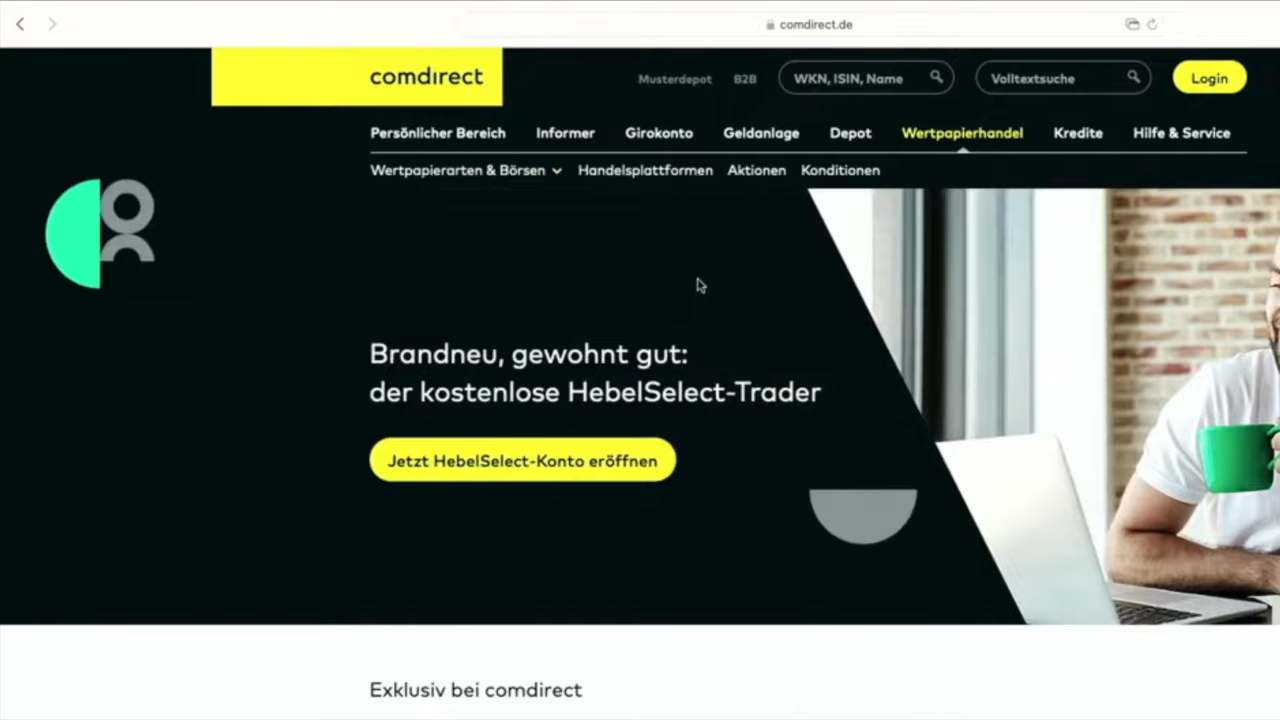 comdirect.de
comdirect
Musterdepot B2B WKN, ISIN, Name Volltextsuche Login
Persönlicher Bereich Informer Girokonto Geldanlage Depot Wertpapierhandel Kredite Hilfe & Service
Wertpapierarten & Börsen Handelsplattformen Aktionen Konditionen
Brandneu, gewohnt gut:
der kostenlose HebelSelect-Trader
Jetzt HebelSelect-Konto eröffnen
Exklusiv bei comdirect